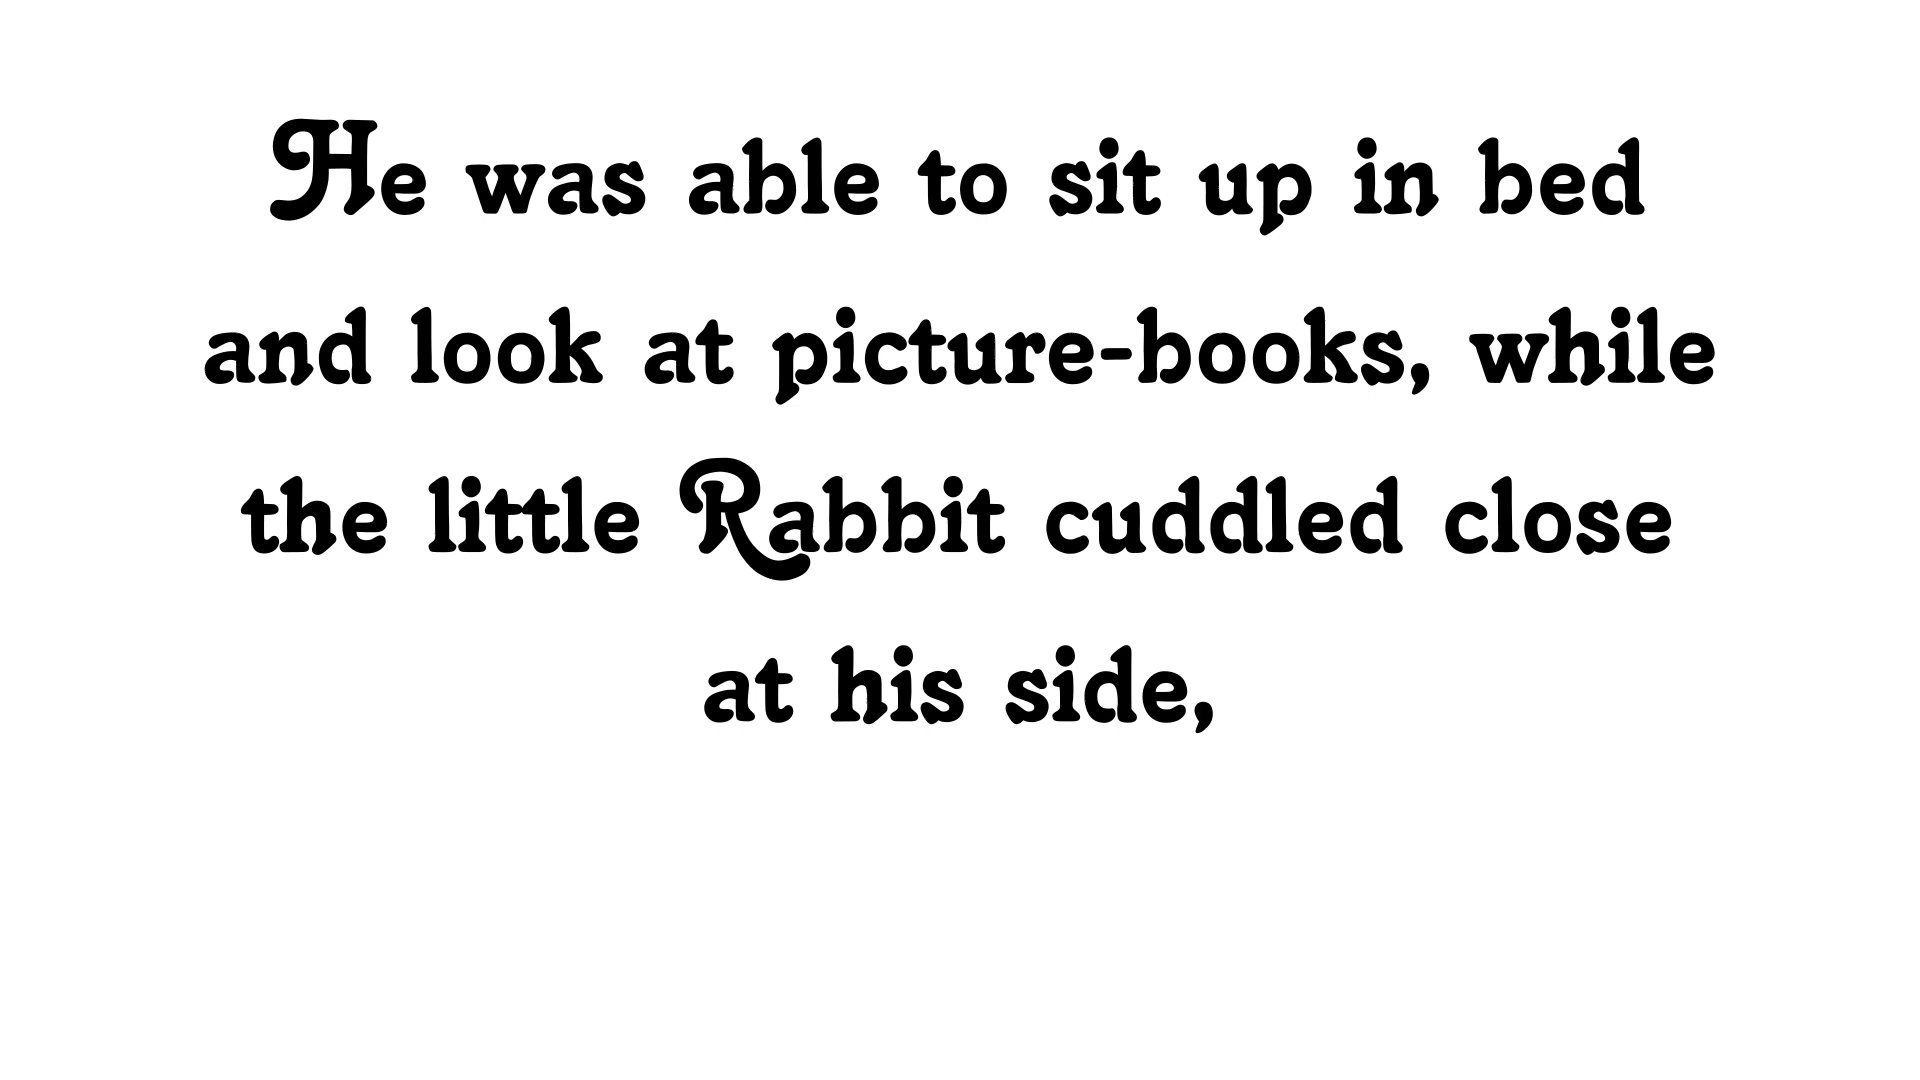 He was able to sit up in bed
and look at picture-books, while
the little Rabbit cuddled close
at his side,